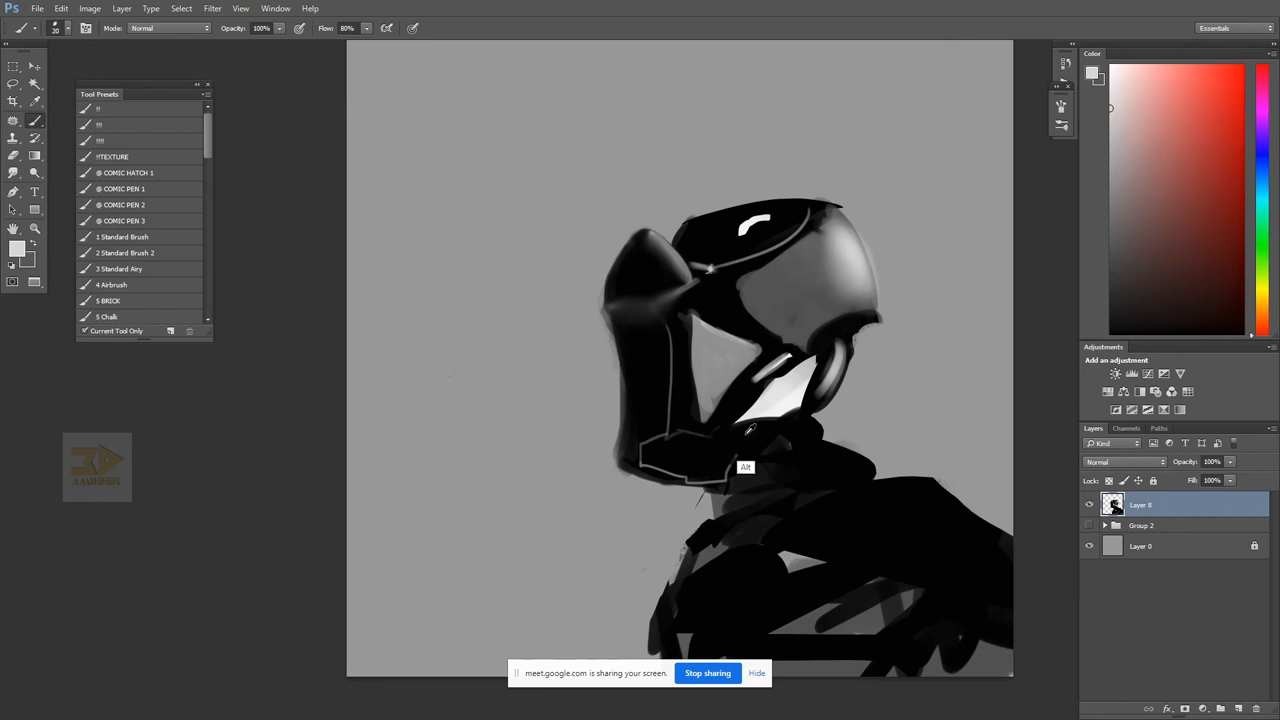 Ps File Edit Image Layer Type Select Filter View Window Help
20 Mode: Normal Opacity: 100% Flow: 80% Essentials
Tool Presets
!!
!!!
!!!!
!!TEXTURE
@ COMIC HATCH 1
@ COMIC PEN 1
@ COMIC PEN 2
@ COMIC PEN 3
1 Standard Brush
2 Standard Brush 2
3 Standard Airy
4 Airbrush
5 BRICK
5 Chalk
Current Tool Only
Alt
meet.google.com is sharing your screen. Stop sharing Hide
Color
Adjustments
Add an adjustment
Layers Channels Paths
Kind
Normal Opacity: 100%
Lock: Fill: 100%
Layer 8
Group 2
Layer 0
fx